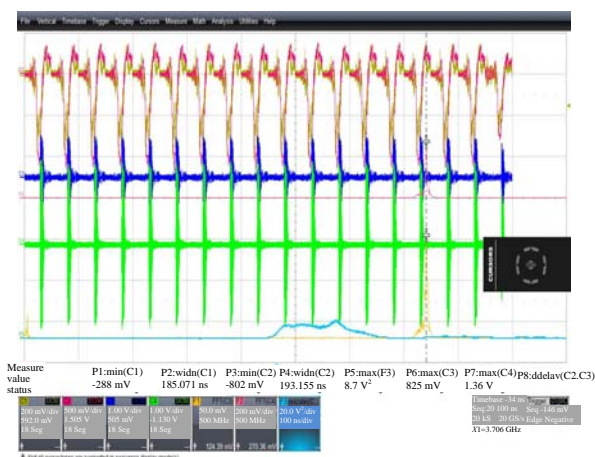 File Vertical Timebase Trigger Display Cursors Measure Math Analysis Utilities Help
CURSORS
Measure P1:min(C1) P2:widn(C1) P3:min(C2) P4:widn(C2) P5:max(F3) P6:max(C3) P7:max(C4) P8:ddelav(C2.C3)
value -288 mV 185.071 ns -802 mV 193.155 ns 8.7 V² 825 mV 1.36 V
status
200 mV/div 500 mV/div 1.00 V/div 1.00 V/div 50.0 mV 200 mV/div 20.0 V²/div Timebase -34 ns
592.0 mV 1.505 V 505 mV -1.130 V 500 MHz 500 MHz 100 ns/div Seq 20 100 ns Seq -146 mV
18 Seg 18 Seg 18 Seg 18 Seg 20 kS 20 GS/s Edge Negative
X1=3.706 GHz